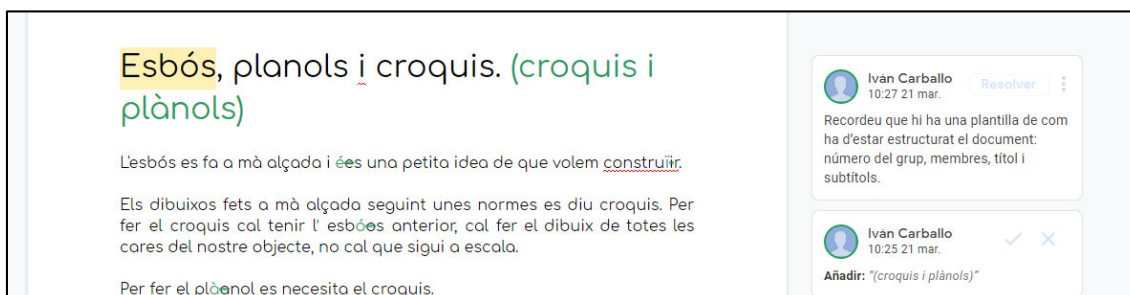 Esbós, planols i croquis. (croquis i
plànols)
L'esbós es fa a mà alçada i ées una petita idea de que volem construïir.
Els dibuixos fets a mà alçada seguint unes normes es diu croquis. Per
fer el croquis cal tenir l' esbóos anterior, cal fer el dibuix de totes les
cares del nostre objecte, no cal que sigui a escala.
Per fer el plàanol es necesita el croquis.
Iván Carballo
Resolver
10:27 21 mar.
Recordeu que hi ha una plantilla de com
ha d'estar estructurat el document:
número del grup, membres, títol i
subtítols.
Iván Carballo
10:25 21 mar.
Añadir: "(croquis i plànols)"